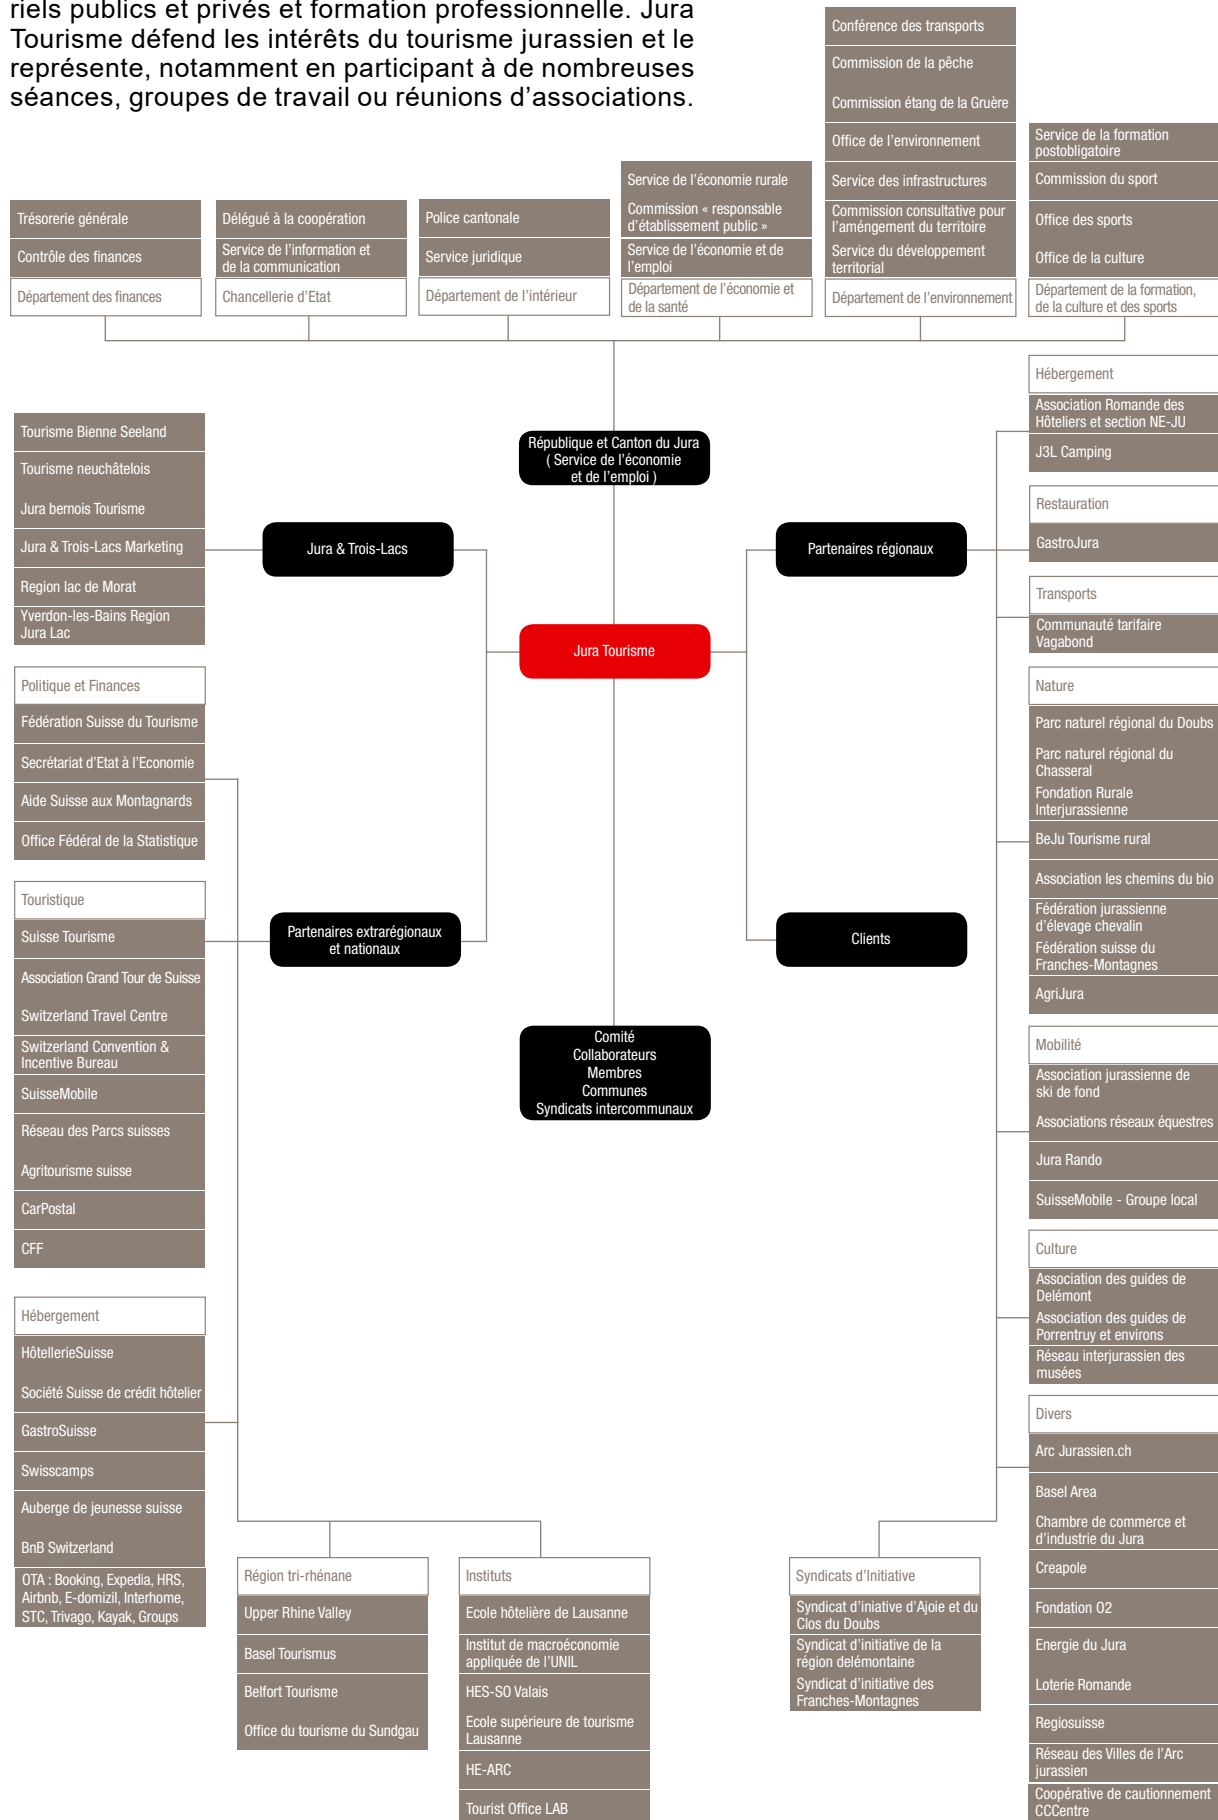 riels publics et privés et formation professionnelle. Jura
Tourisme défend les intérêts du tourisme jurassien et le
représente, notamment en participant à de nombreuses
séances, groupes de travail ou réunions d'associations.
Trésorerie générale
Contrôle des finances
Département des finances
Délégué à la coopération
Service de l'information et
de la communication
Chancellerie d'Etat
Police cantonale
Service juridique
Département de l'intérieur
Service de l'économie rurale
Commission « responsable
d'établissement public »
Service de l'économie et de
l'emploi
Département de l'économie et
de la santé
Conférence des transports
Commission de la pêche
Commission étang de la Gruère
Office de l'environnement
Service des infrastructures
Commission consultative pour
l'améngement du territoire
Service du développement
territorial
Département de l'environnement
Service de la formation
postobligatoire
Commission du sport
Office des sports
Office de la culture
Département de la formation,
de la culture et des sports
République et Canton du Jura
( Service de l'économie
et de l'emploi )
Jura & Trois-Lacs
Partenaires régionaux
Jura Tourisme
Partenaires extrarégionaux
et nationaux
Clients
Comité
Collaborateurs
Membres
Communes
Syndicats intercommunaux
Tourisme Bienne Seeland
Tourisme neuchâtelois
Jura bernois Tourisme
Jura & Trois-Lacs Marketing
Region lac de Morat
Yverdon-les-Bains Region
Jura Lac
Politique et Finances
Fédération Suisse du Tourisme
Secrétariat d'Etat à l'Economie
Aide Suisse aux Montagnards
Office Fédéral de la Statistique
Touristique
Suisse Tourisme
Association Grand Tour de Suisse
Switzerland Travel Centre
Switzerland Convention &
Incentive Bureau
SuisseMobile
Réseau des Parcs suisses
Agritourisme suisse
CarPostal
CFF
Hébergement
HôtellerieSuisse
Société Suisse de crédit hôtelier
GastroSuisse
Swisscamps
Auberge de jeunesse suisse
BnB Switzerland
OTA : Booking, Expedia, HRS,
Airbnb, E-domizil, Interhome,
STC, Trivago, Kayak, Groups
Région tri-rhénane
Upper Rhine Valley
Basel Tourismus
Belfort Tourisme
Office du tourisme du Sundgau
Instituts
Ecole hôtelière de Lausanne
Institut de macroéconomie
appliquée de l'UNIL
HES-SO Valais
Ecole supérieure de tourisme
Lausanne
HE-ARC
Tourist Office LAB
Syndicats d'Initiative
Syndicat d'iniative d'Ajoie et du
Clos du Doubs
Syndicat d'initiative de la
région delémontaine
Syndicat d'initiative des
Franches-Montagnes
Hébergement
Association Romande des
Hôteliers et section NE-JU
J3L Camping
Restauration
GastroJura
Transports
Communauté tarifaire
Vagabond
Nature
Parc naturel régional du Doubs
Parc naturel régional du
Chasseral
Fondation Rurale
Interjurassienne
BeJu Tourisme rural
Association les chemins du bio
Fédération jurassienne
d'élevage chevalin
Fédération suisse du
Franches-Montagnes
AgriJura
Mobilité
Association jurassienne de
ski de fond
Associations réseaux équestres
Jura Rando
SuisseMobile - Groupe local
Culture
Association des guides de
Delémont
Association des guides de
Porrentruy et environs
Réseau interjurassien des
musées
Divers
Arc Jurassien.ch
Basel Area
Chambre de commerce et
d'industrie du Jura
Creapole
Fondation O2
Energie du Jura
Loterie Romande
Regiosuisse
Réseau des Villes de l'Arc
jurassien
Coopérative de cautionnement
CCCentre